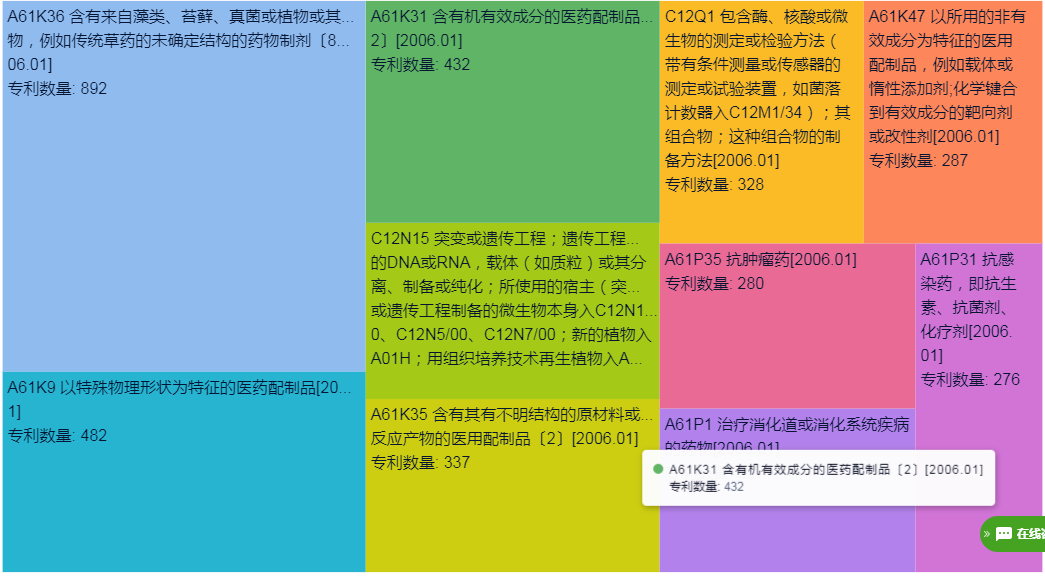 A61K36 含有来自藻类、苔藓、真菌或植物或其...
物，例如传统草药的未确定结构的药物制剂〔8...
06.01]
专利数量: 892
A61K9 以特殊物理形状为特征的医药配制品[20...
1]
专利数量: 482
A61K31 含有机有效成分的医药配制品...
2〕[2006.01]
专利数量: 432
C12N15 突变或遗传工程；遗传工程...
的DNA或RNA，载体（如质粒）或其分
离、制备或纯化；所使用的宿主（突...
或遗传工程制备的微生物本身入C12N1...
0、C12N5/00、C12N7/00；新的植物入
A01H；用组织培养技术再生植物入A...
A61K35 含有其有不明结构的原材料或...
反应产物的医用配制品〔2〕[2006.01]
专利数量: 337
C12Q1 包含酶、核酸或微
生物的测定或检验方法（
带有条件测量或传感器的
测定或试验装置，如菌落
计数器入C12M1/34）；其
组合物；这种组合物的制
备方法[2006.01]
专利数量: 328
A61K47 以所用的非有
效成分为特征的医用
配制品，例如载体或
惰性添加剂;化学键合
到有效成分的靶向剂
或改性剂[2006.01]
专利数量: 287
A61P35 抗肿瘤药[2006.01]
专利数量: 280
A61P31 抗感
染药，即抗生
素、抗菌剂、
化疗剂[2006.
01]
专利数量: 276
A61P1 治疗消化道或消化系统疾病
的药物[2006.01]
A61K31 含有机有效成分的医药配制品〔2〕[2006.01]
专利数量: 432
» 在线